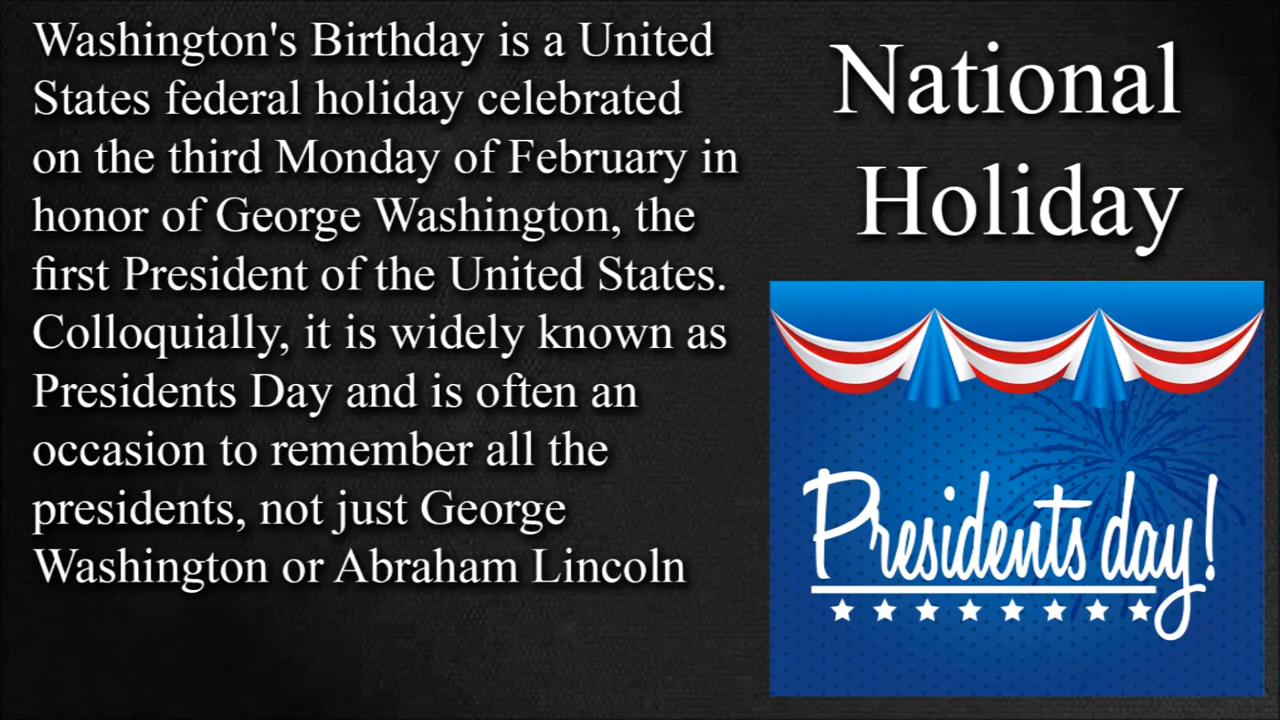 Washington's Birthday is a United
States federal holiday celebrated
on the third Monday of February in
honor of George Washington, the
first President of the United States.
Colloquially, it is widely known as
Presidents Day and is often an
occasion to remember all the
presidents, not just George
Washington or Abraham Lincoln
National
Holiday
Presidents day!